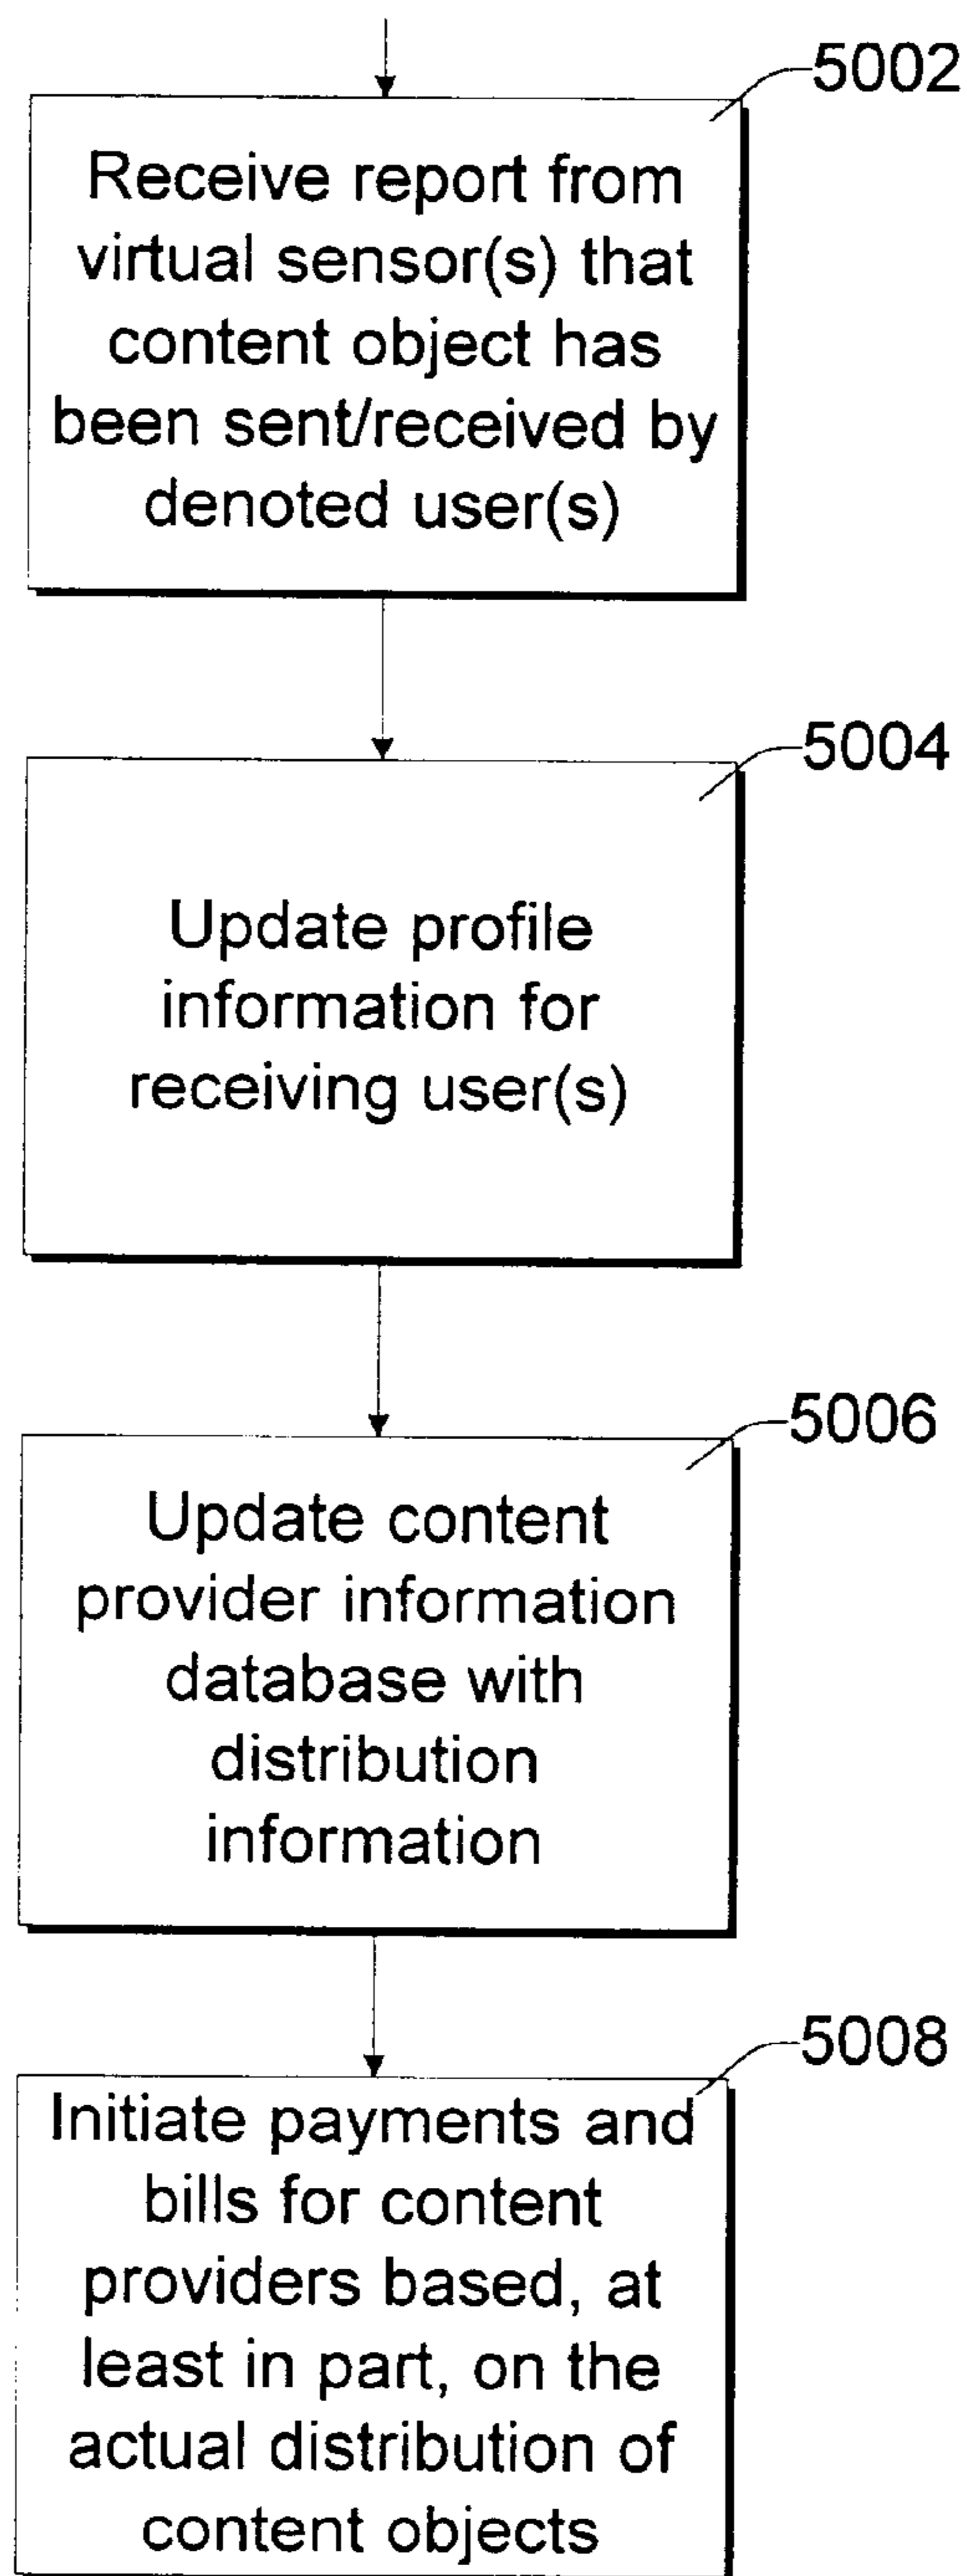 5002
Receive report from
virtual sensor(s) that
content object has
been sent/received by
denoted user(s)
5004
Update profile
information for
receiving user(s)
5006
Update content
provider information
database with
distribution
information
5008
Initiate payments and
bills for content
providers based, at
least in part, on the
actual distribution of
content objects